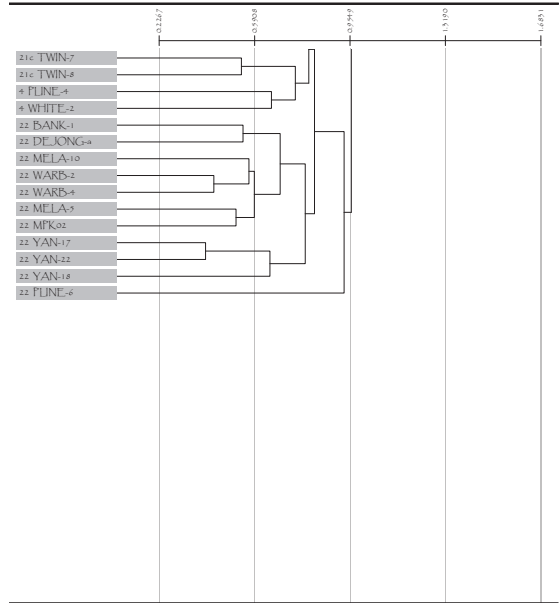 0.2267
0.5908
0.9549
1.3190
1.6831
21c TWIN-7
21c TWIN-8
4 PUNE-4
4 WHITE-2
22 BANK-1
22 DEJONG-a
22 MELA-10
22 WARB-2
22 WARB-4
22 MELA-5
22 MPK02
22 YAN-17
22 YAN-22
22 YAN-18
22 PUNE-6